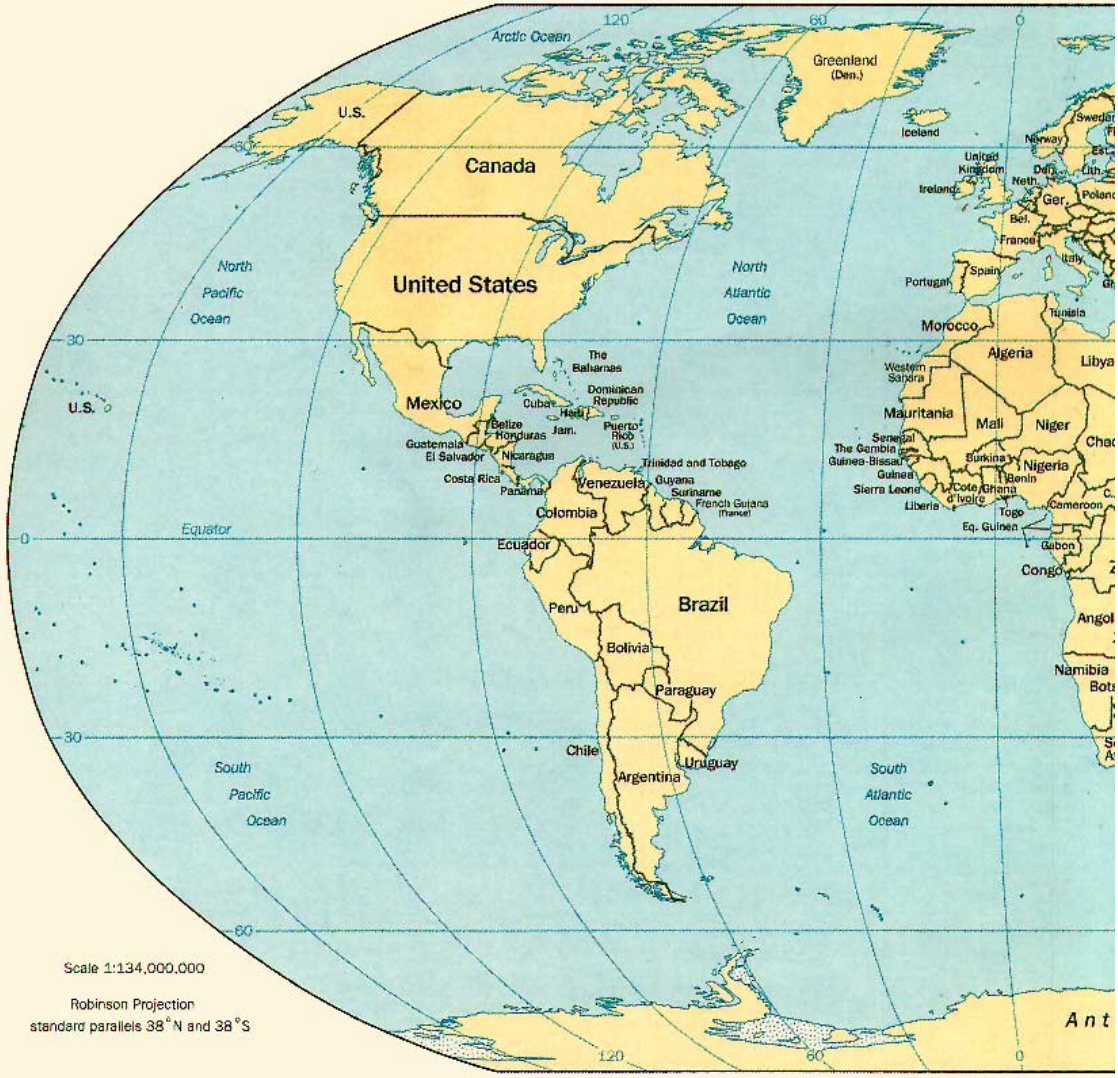 120
60
0
Arctic Ocean
Greenland
(Den.)
U.S.
Iceland
Norway
United
Kingdom
Den.
Est.
60
Canada
Ireland
Neth.
Lith.
Ger.
Poland
Bel.
France
North
Pacific
Ocean
United States
North
Atlantic
Ocean
Portugal
Spain
Italy
30
Morocco
Tunisia
Algeria
Libya
The
Bahamas
Western
Sahara
U.S.
Mexico
Cuba
Dominican
Republic
Haiti
Jam.
Puerto
Rico
(U.S.)
Belize
Honduras
Guatemala
El Salvador
Nicaragua
Costa Rica
Panama
Mauritania
Mali
Niger
Senegal
The Gambia
Guinea-Bissau
Guinea
Sierra Leone
Liberia
Burkina
Nigeria
Benin
Cote
d'Ivoire
Ghana
Togo
Cameroon
Trinidad and Tobago
Venezuela
Guyana
Suriname
French Guiana
(France)
Colombia
Eq. Guinea
Equator
0
Ecuador
Gabon
Congo
Peru
Brazil
Bolivia
Namibia
Paraguay
30
Chile
Uruguay
Argentina
South
Pacific
Ocean
South
Atlantic
Ocean
60
Scale 1:134,000,000
Robinson Projection
standard parallels 38°N and 38°S
Ant
120
60
0